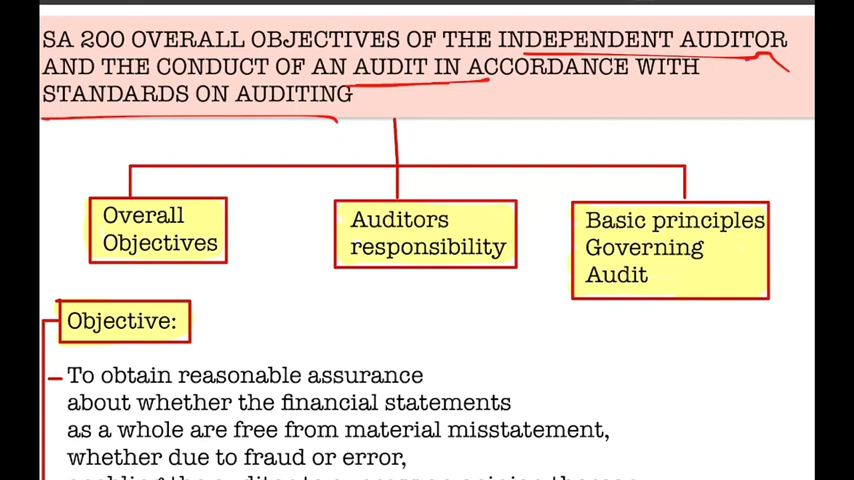 SA 200 OVERALL OBJECTIVES OF THE INDEPENDENT AUDITOR
AND THE CONDUCT OF AN AUDIT IN ACCORDANCE WITH
STANDARDS ON AUDITING
Overall
Objectives
Auditors
responsibility
Basic principles
Governing
Audit
Objective:
To obtain reasonable assurance
about whether the financial statements
as a whole are free from material misstatement,
whether due to fraud or error,